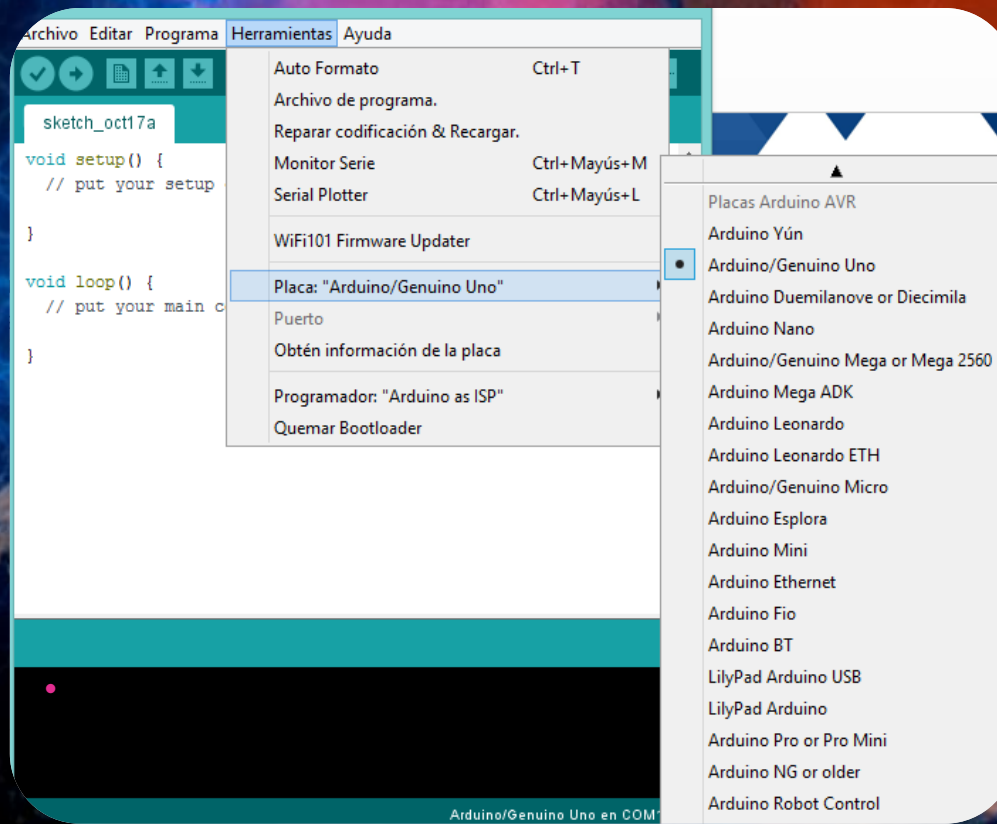 Archivo Editar Programa Herramientas Ayuda
sketch_oct17a
void setup() {
// put your setup
}
void loop() {
// put your main c
}
Auto Formato Ctrl+T
Archivo de programa.
Reparar codificación & Recargar.
Monitor Serie Ctrl+Mayús+M
Serial Plotter Ctrl+Mayús+L
WiFi101 Firmware Updater
Placa: "Arduino/Genuino Uno"
Puerto
Obtén información de la placa
Programador: "Arduino as ISP"
Quemar Bootloader
Placas Arduino AVR
Arduino Yún
Arduino/Genuino Uno
Arduino Duemilanove or Diecimila
Arduino Nano
Arduino/Genuino Mega or Mega 2560
Arduino Mega ADK
Arduino Leonardo
Arduino Leonardo ETH
Arduino/Genuino Micro
Arduino Esplora
Arduino Mini
Arduino Ethernet
Arduino Fio
Arduino BT
LilyPad Arduino USB
LilyPad Arduino
Arduino Pro or Pro Mini
Arduino NG or older
Arduino Robot Control
Arduino/Genuino Uno en COM